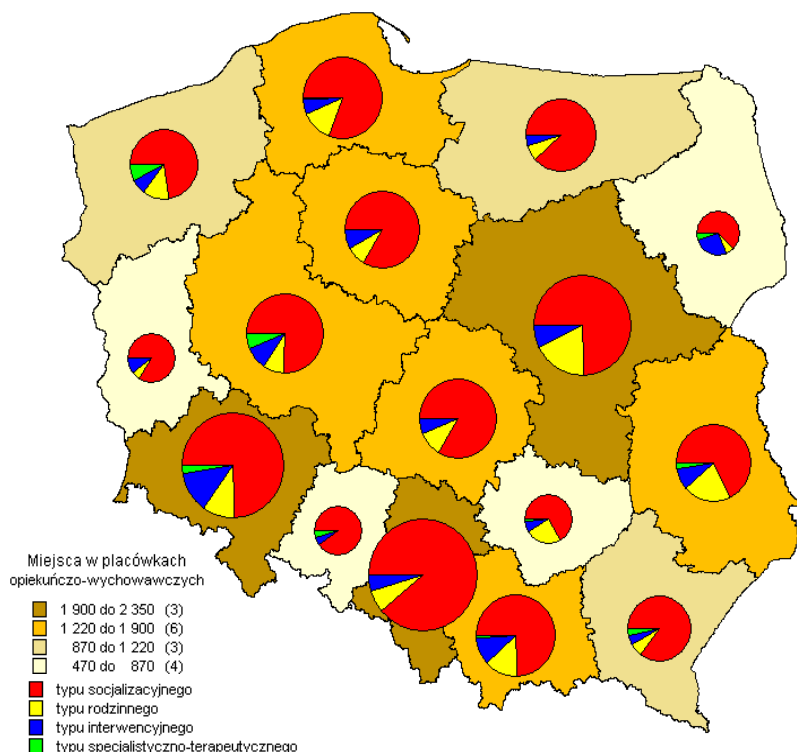 Miejsca w placówkach
opiekuńczo-wychowawczych
1 900 do 2 350 (3)
1 220 do 1 900 (6)
870 do 1 220 (3)
470 do 870 (4)
typu socjalizacyjnego
typu rodzinnego
typu interwencyjnego
typu specjalistyczno-terapeutycznego